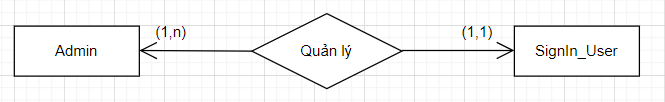 (1,n)
(1,1)
Admin
Quản lý
SignIn_User